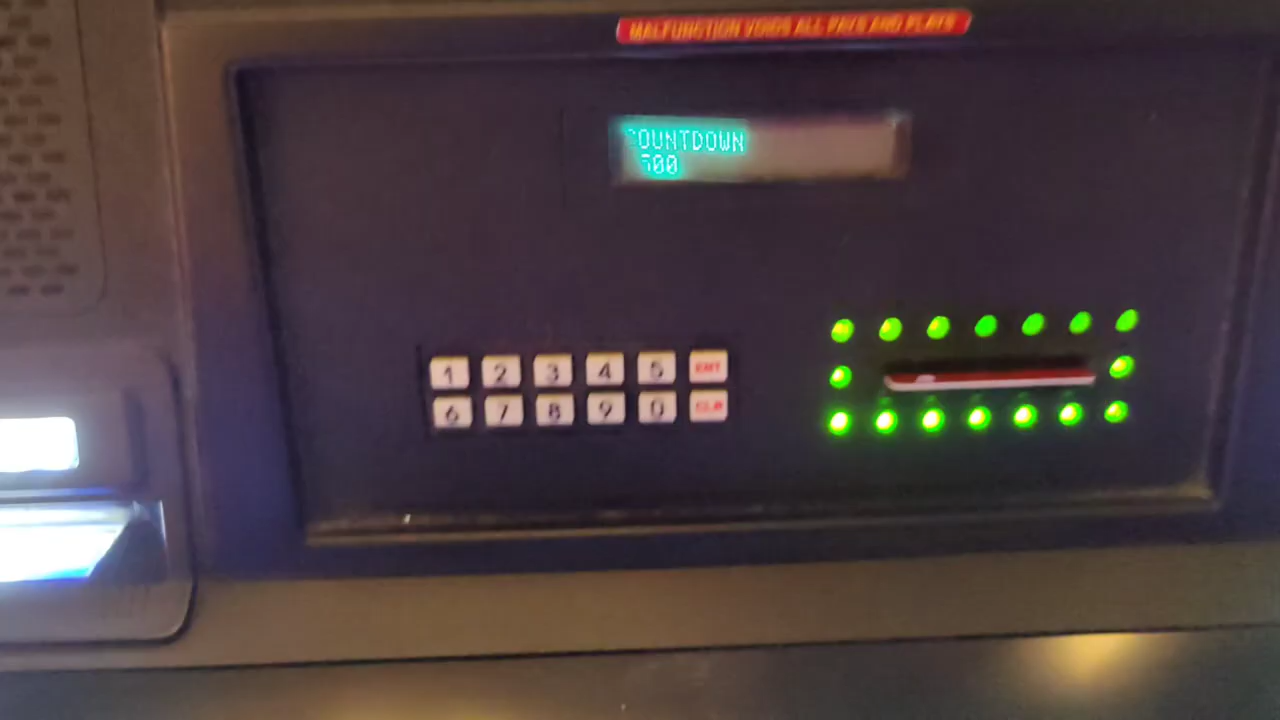 MALFUNCTION VOIDS ALL PAYS AND PLAYS
COUNTDOWN
500
1 2 3 4 5 ENT
6 7 8 9 0 CLR